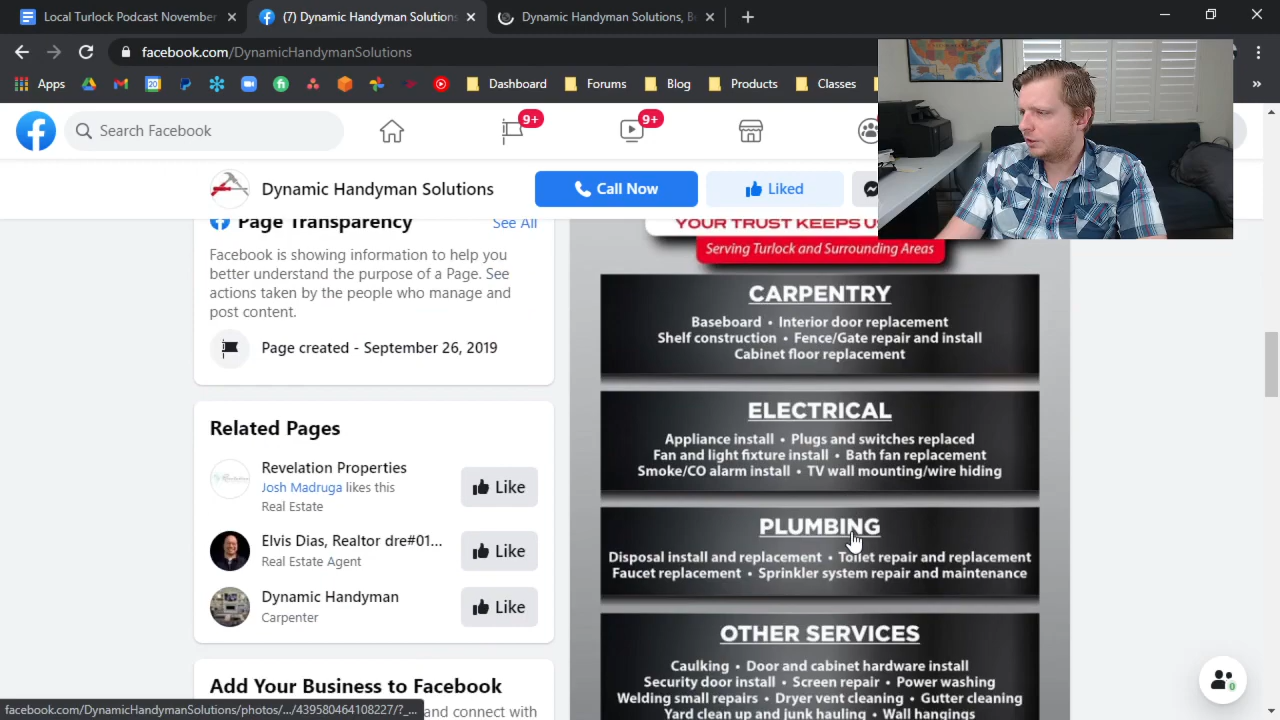 Local Turlock Podcast November
(7) Dynamic Handyman Solutions
Dynamic Handyman Solutions, Be
facebook.com/DynamicHandymanSolutions
Apps
Dashboard
Forums
Blog
Products
Classes
Search Facebook
9+
9+
Dynamic Handyman Solutions
Call Now
Liked
Page Transparency
See All
Facebook is showing information to help you
better understand the purpose of a Page. See
actions taken by the people who manage and
post content.
Page created - September 26, 2019
Related Pages
Revelation Properties
Josh Madruga likes this
Real Estate
Like
Elvis Dias, Realtor dre#01...
Real Estate Agent
Like
Dynamic Handyman
Carpenter
Like
Add Your Business to Facebook
and connect with
facebook.com/DynamicHandymanSolutions/photos/.../439580464108227/?_...
YOUR TRUST KEEPS U
Serving Turlock and Surrounding Areas
CARPENTRY
Baseboard • Interior door replacement
Shelf construction • Fence/Gate repair and install
Cabinet floor replacement
ELECTRICAL
Appliance install • Plugs and switches replaced
Fan and light fixture install • Bath fan replacement
Smoke/CO alarm install • TV wall mounting/wire hiding
PLUMBING
Disposal install and replacement • Toilet repair and replacement
Faucet replacement • Sprinkler system repair and maintenance
OTHER SERVICES
Caulking • Door and cabinet hardware install
Security door install • Screen repair • Power washing
Welding small repairs • Dryer vent cleaning • Gutter cleaning
Yard clean up and junk hauling • Wall hangings